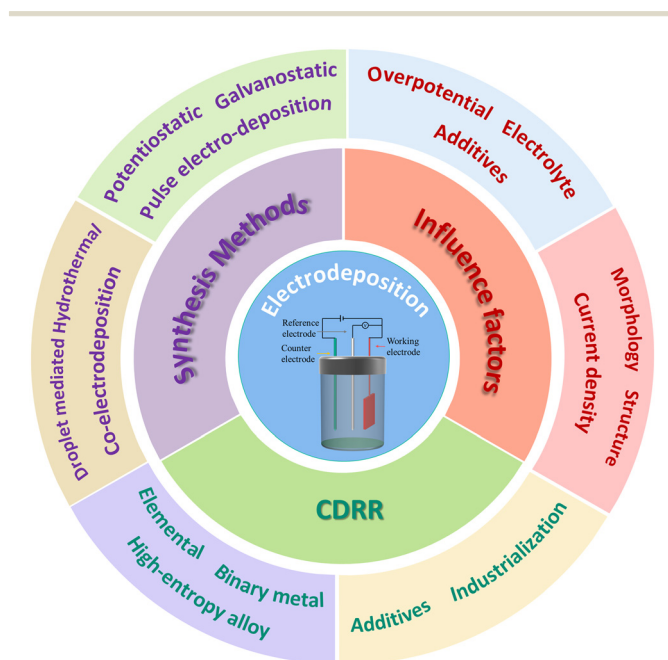 Potentiostatic Galvanostatic
Pulse electro-deposition
Overpotential Electrolyte
Additives
Synthesis Methods
Influence factors
Droplet mediated Hydrothermal/
Co-electrodeposition
Morphology Structure
Current density
Electrodeposition
Reference
electrode
V
Counter
electrode
Working
electrode
CDRR
Elemental Binary metal
High-entropy alloy
Additives Industrialization